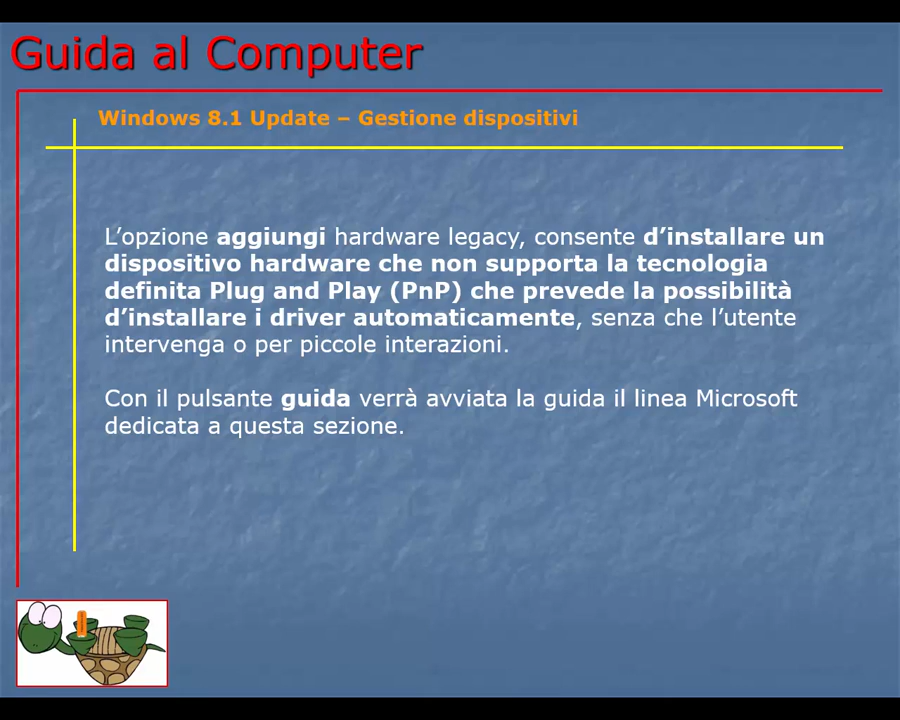 Guida al Computer
Windows 8.1 Update – Gestione dispositivi
L’opzione aggiungi hardware legacy, consente d’installare un
dispositivo hardware che non supporta la tecnologia
definita Plug and Play (PnP) che prevede la possibilità
d’installare i driver automaticamente, senza che l’utente
intervenga o per piccole interazioni.
Con il pulsante guida verrà avviata la guida il linea Microsoft
dedicata a questa sezione.